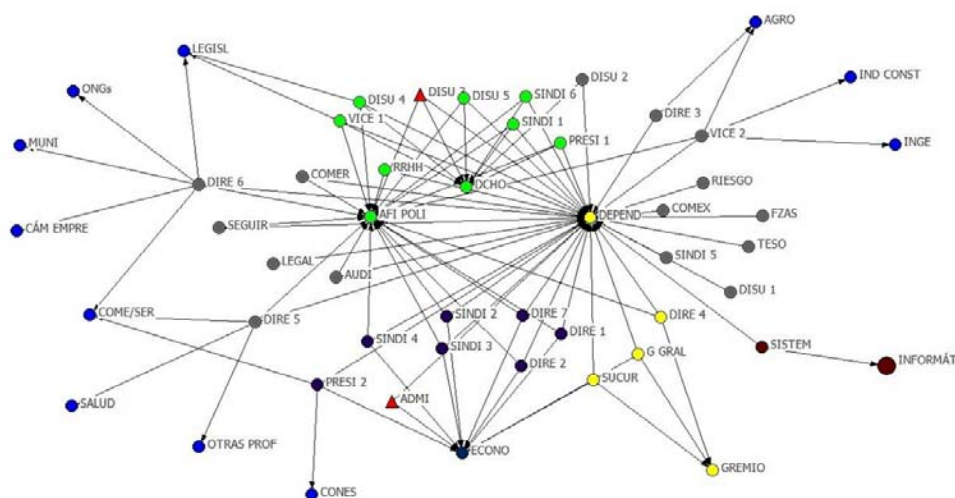 AGRO
LEGISL
IND CONST
DISU 2
ONGs
DISU 3
DISU 5
SINDI 6
DISU 4
DIRE 3
VICE 1
SINDI 1
VICE 2
MUNI
PRESI 1
INGE
RRHH
COMER
DCHO
DIRE 6
RIESGO
COMEX
FZAS
AFI POLI
DEPEND
SEGUIR
CÁM EMPRE
TESO
SINDI 5
LEGAL
AUDI
DISU 1
COME/SER
DIRE 5
SINDI 2
DIRE 7
DIRE 4
SINDI 4
DIRE 1
SINDI 3
SISTEM
G GRAL
DIRE 2
INFORMÁT
SUCUR
PRESI 2
ADMI
SALUD
OTRAS PROF
ECONO
GREMIO
CONES